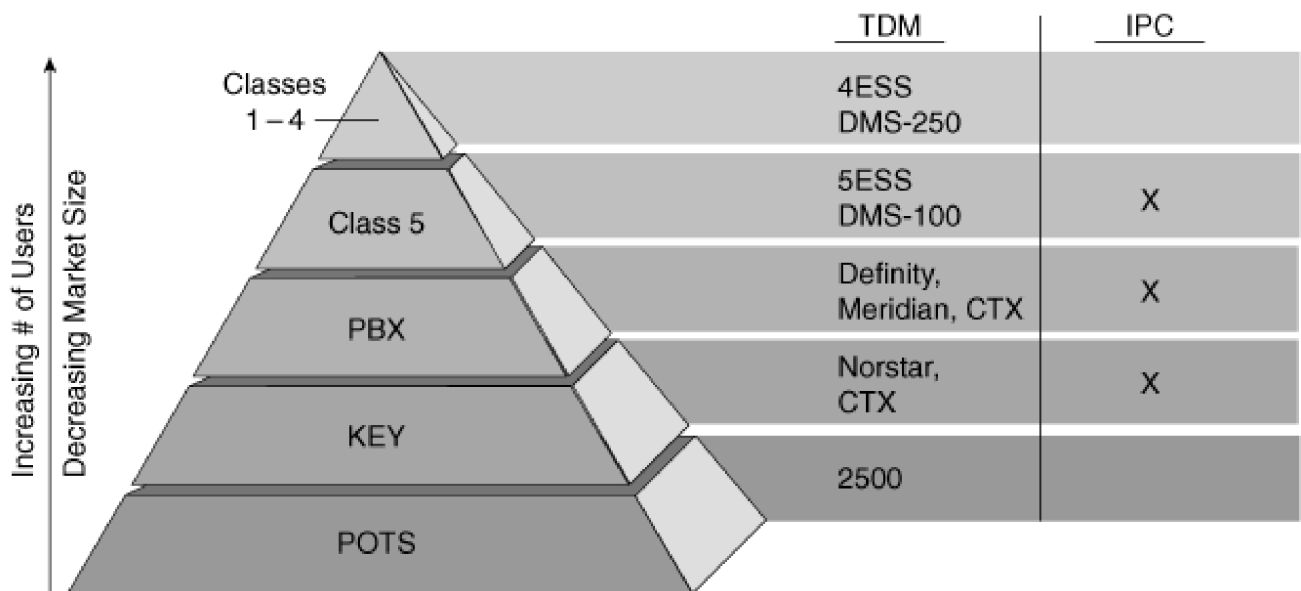 TDM
IPC
Classes
1 – 4
4ESS
DMS-250
Class 5
5ESS
DMS-100
X
PBX
Definity,
Meridian, CTX
X
KEY
Norstar,
CTX
X
POTS
2500
Increasing # of Users
Decreasing Market Size